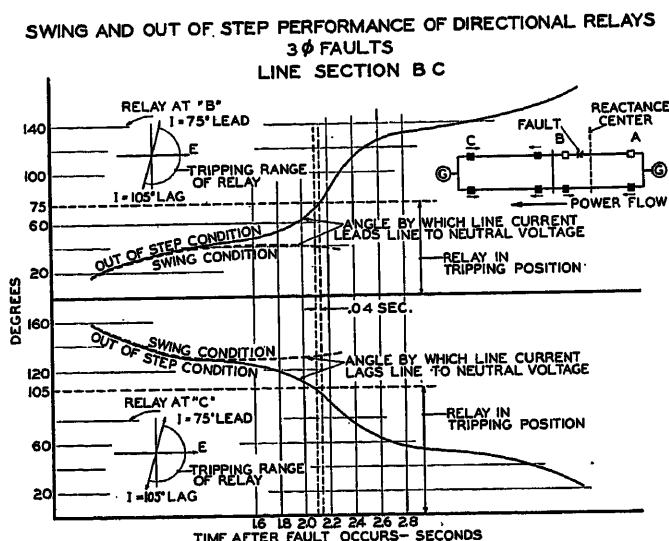 SWING AND OUT OF STEP PERFORMANCE OF DIRECTIONAL RELAYS
3Ø FAULTS
LINE SECTION B C
RELAY AT "B"
I = 75° LEAD
E
TRIPPING RANGE
OF RELAY
I = 105° LAG
FAULT
REACTANCE
CENTER
C
B
A
G
G
POWER FLOW
140
100
75
60
20
OUT OF STEP CONDITION
SWING CONDITION
ANGLE BY WHICH LINE CURRENT
LEADS LINE TO NEUTRAL VOLTAGE
RELAY IN
TRIPPING POSITION
.04 SEC.
DEGREES
160
120
105
60
20
SWING CONDITION
OUT OF STEP CONDITION
ANGLE BY WHICH LINE CURRENT
LAGS LINE TO NEUTRAL VOLTAGE
RELAY AT "C"
I = 75° LEAD
E
TRIPPING RANGE
OF RELAY
I = 105° LAG
RELAY IN
TRIPPING POSITION
1.6 1.8 2.0 2.2 2.4 2.6 2.8
TIME AFTER FAULT OCCURS- SECONDS